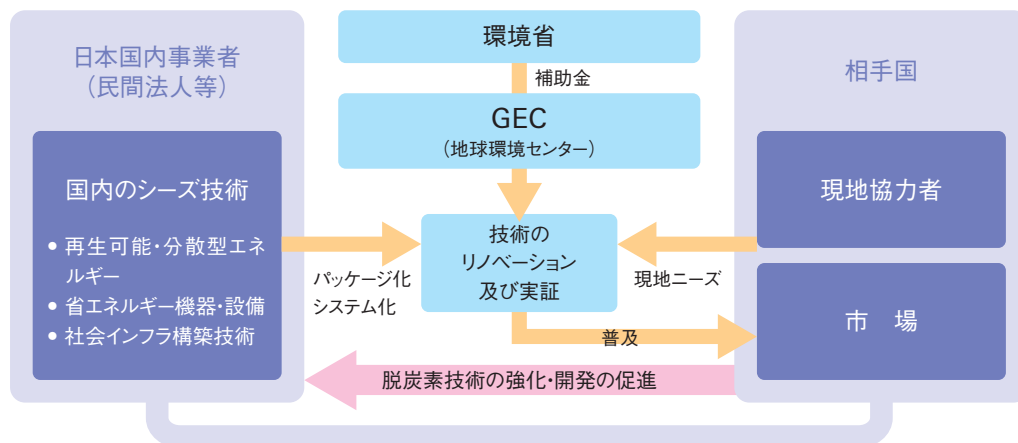 日本国内事業者
（民間法人等）
国内のシーズ技術
● 再生可能・分散型エネ
ルギー
● 省エネルギー機器・設備
● 社会インフラ構築技術
環境省
補助金
GEC
（地球環境センター）
技術の
リノベーション
及び実証
パッケージ化
システム化
現地ニーズ
普及
脱炭素技術の強化・開発の促進
相手国
現地協力者
市　場